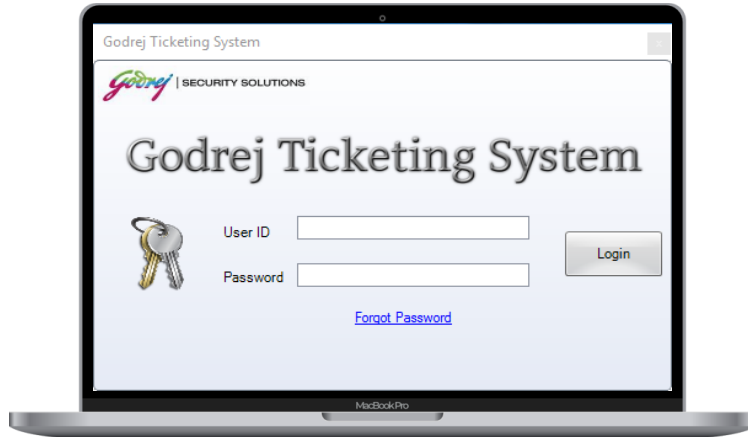 Godrej Ticketing System
x
Godrej | SECURITY SOLUTIONS
Godrej Ticketing System
User ID
Login
Password
Forgot Password
MacBook Pro